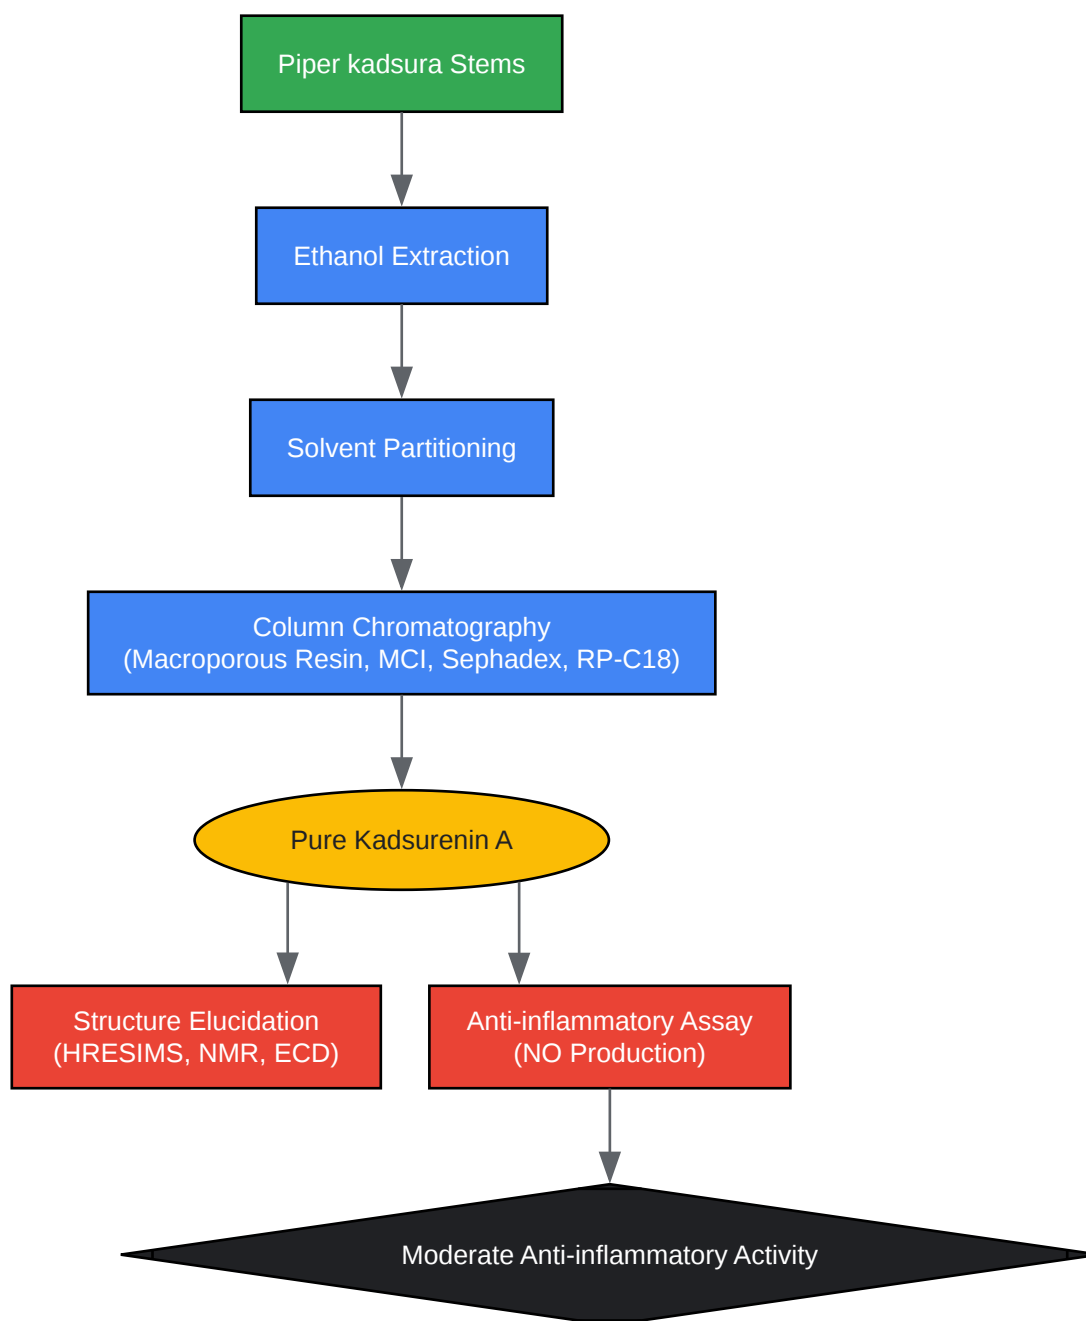 Piper kadsura Stems
Ethanol Extraction
Solvent Partitioning
Column Chromatography
(Macroporous Resin, MCI, Sephadex, RP-C18)
Pure Kadsurenin A
Structure Elucidation
(HRESIMS, NMR, ECD)
Anti-inflammatory Assay
(NO Production)
Moderate Anti-inflammatory Activity